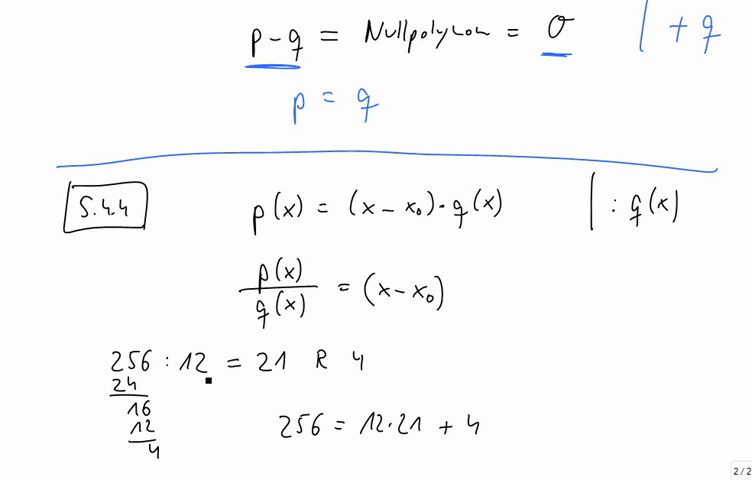 p - q = Nullpolynom = O | + q
p = q
S.4.4 p(x) = (x - x₀) · q(x) | : q(x)
p(x)/q(x) = (x - x₀)
256 : 12 = 21 R 4
24
16
12
4
256 = 12·21 + 4
2/2